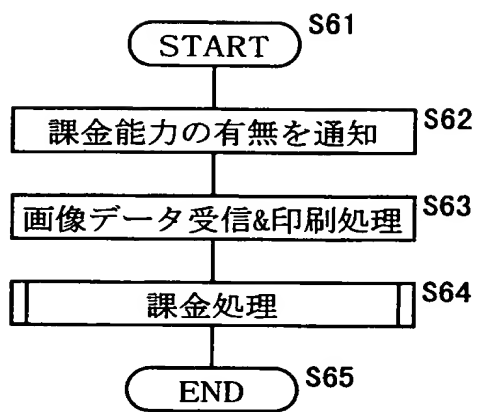 START S61
課金能力の有無を通知 S62
画像データ受信&印刷処理 S63
課金処理 S64
END S65